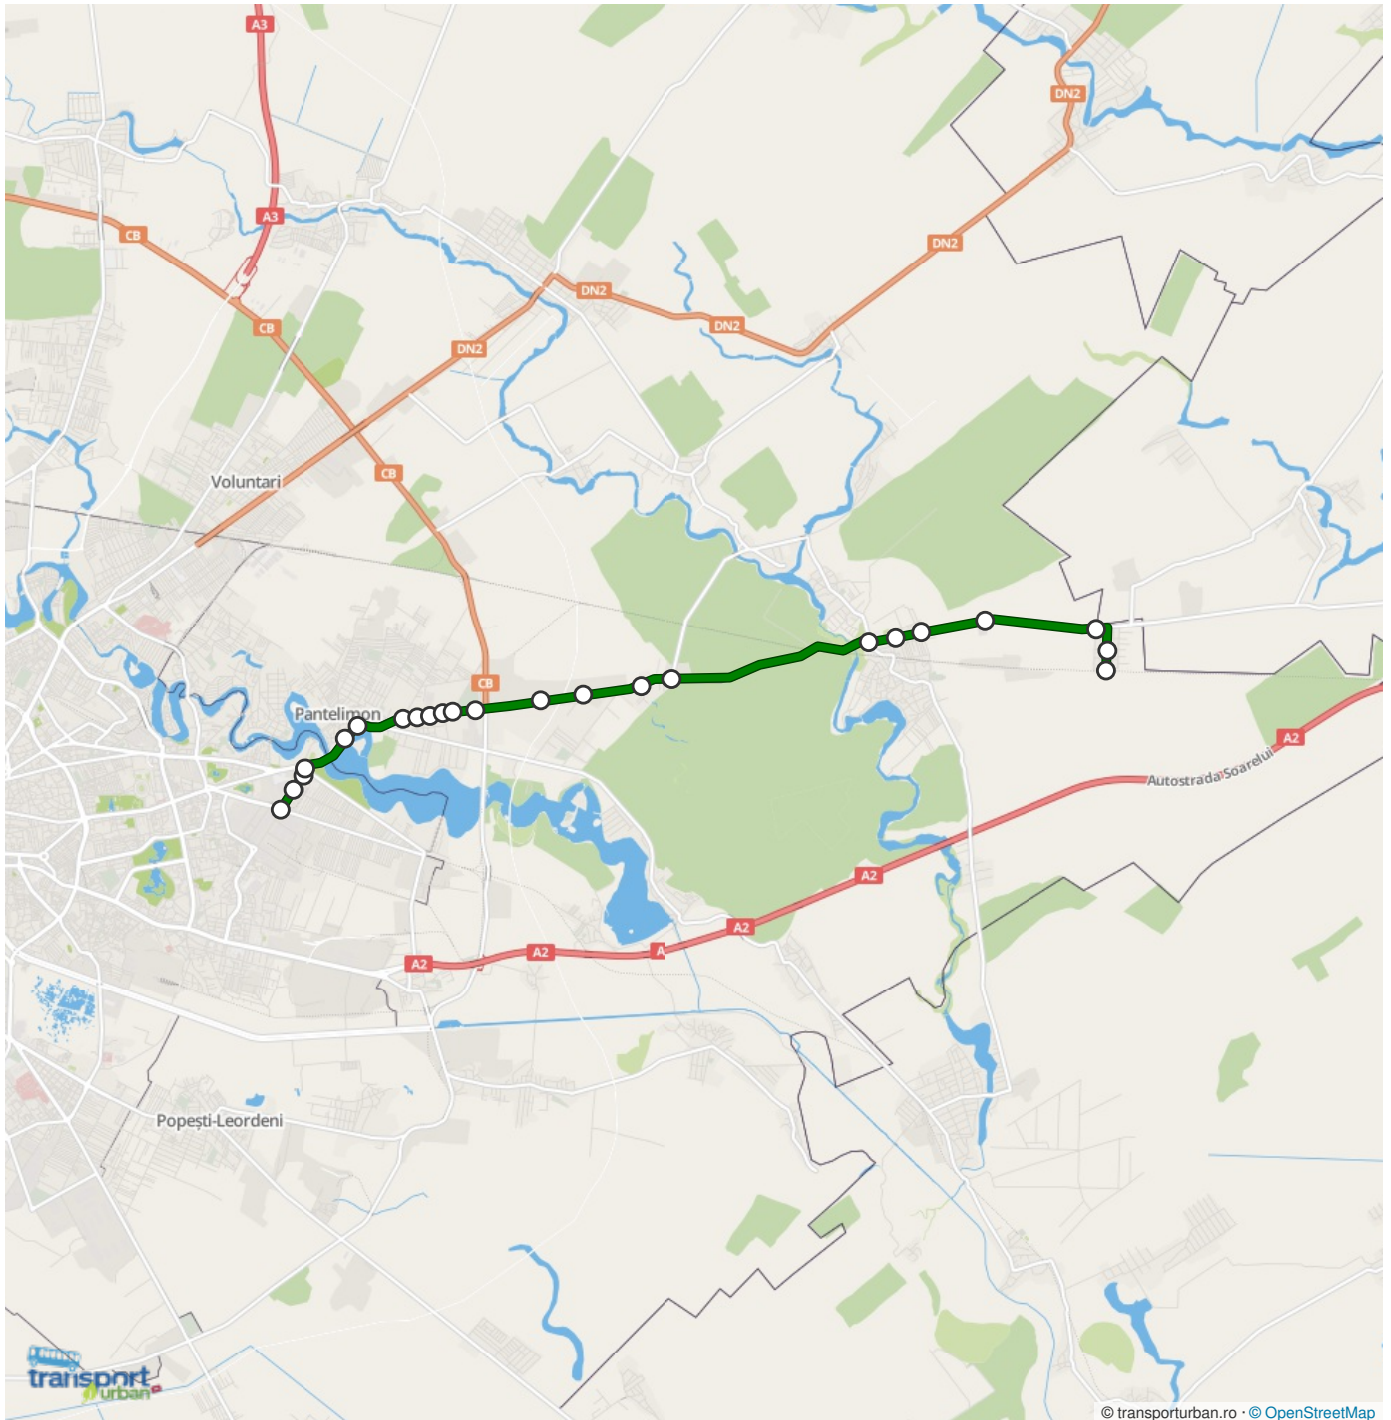 A3
DN2
A3
CB
DN2
DN2
DN2
CB
DN2
CB
Voluntari
CB
Pantelimon
A2
Autostrada Soarelui
A2
A2
A2
A
A2
Popești-Leordeni
transport
urban
© transporturban.ro · © OpenStreetMap